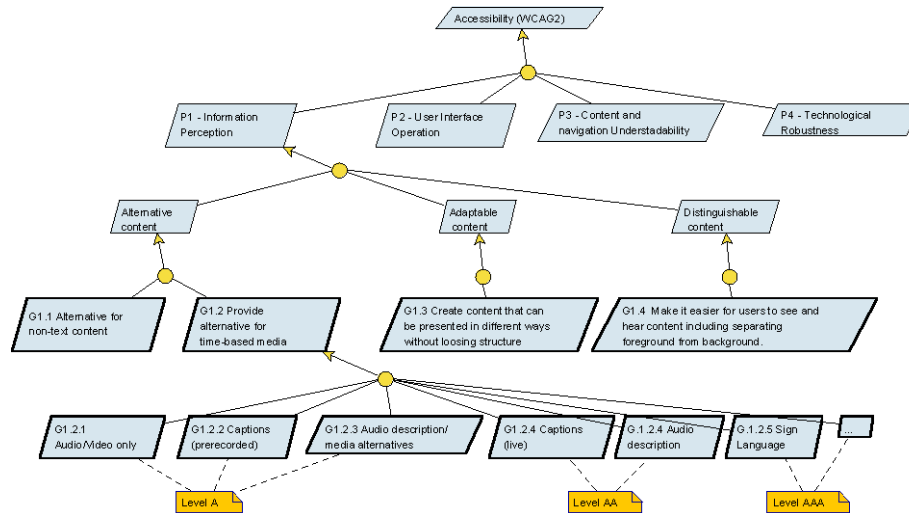 Accessibility (WCAG2)
P1 - Information
Perception
P2 - User Interface
Operation
P3 - Content and
navigation Understadability
P4 - Technological
Robustness
Alternative
content
Adaptable
content
Distinguishable
content
G1.1 Alternative for
non-text content
G1.2 Provide
alternative for
time-based media
G1.3 Create content that can
be presented in different ways
without loosing structure
G1.4 Make it easier for users to see and
hear content including separating
foreground from background.
G1.2.1
Audio/Video only
G1.2.2 Captions
(prerecorded)
G1.2.3 Audio description/
media alternatives
G1.2.4 Captions
(live)
G.1.2.4 Audio
description
G.1.2.5 Sign
Language
...
Level A
Level AA
Level AAA